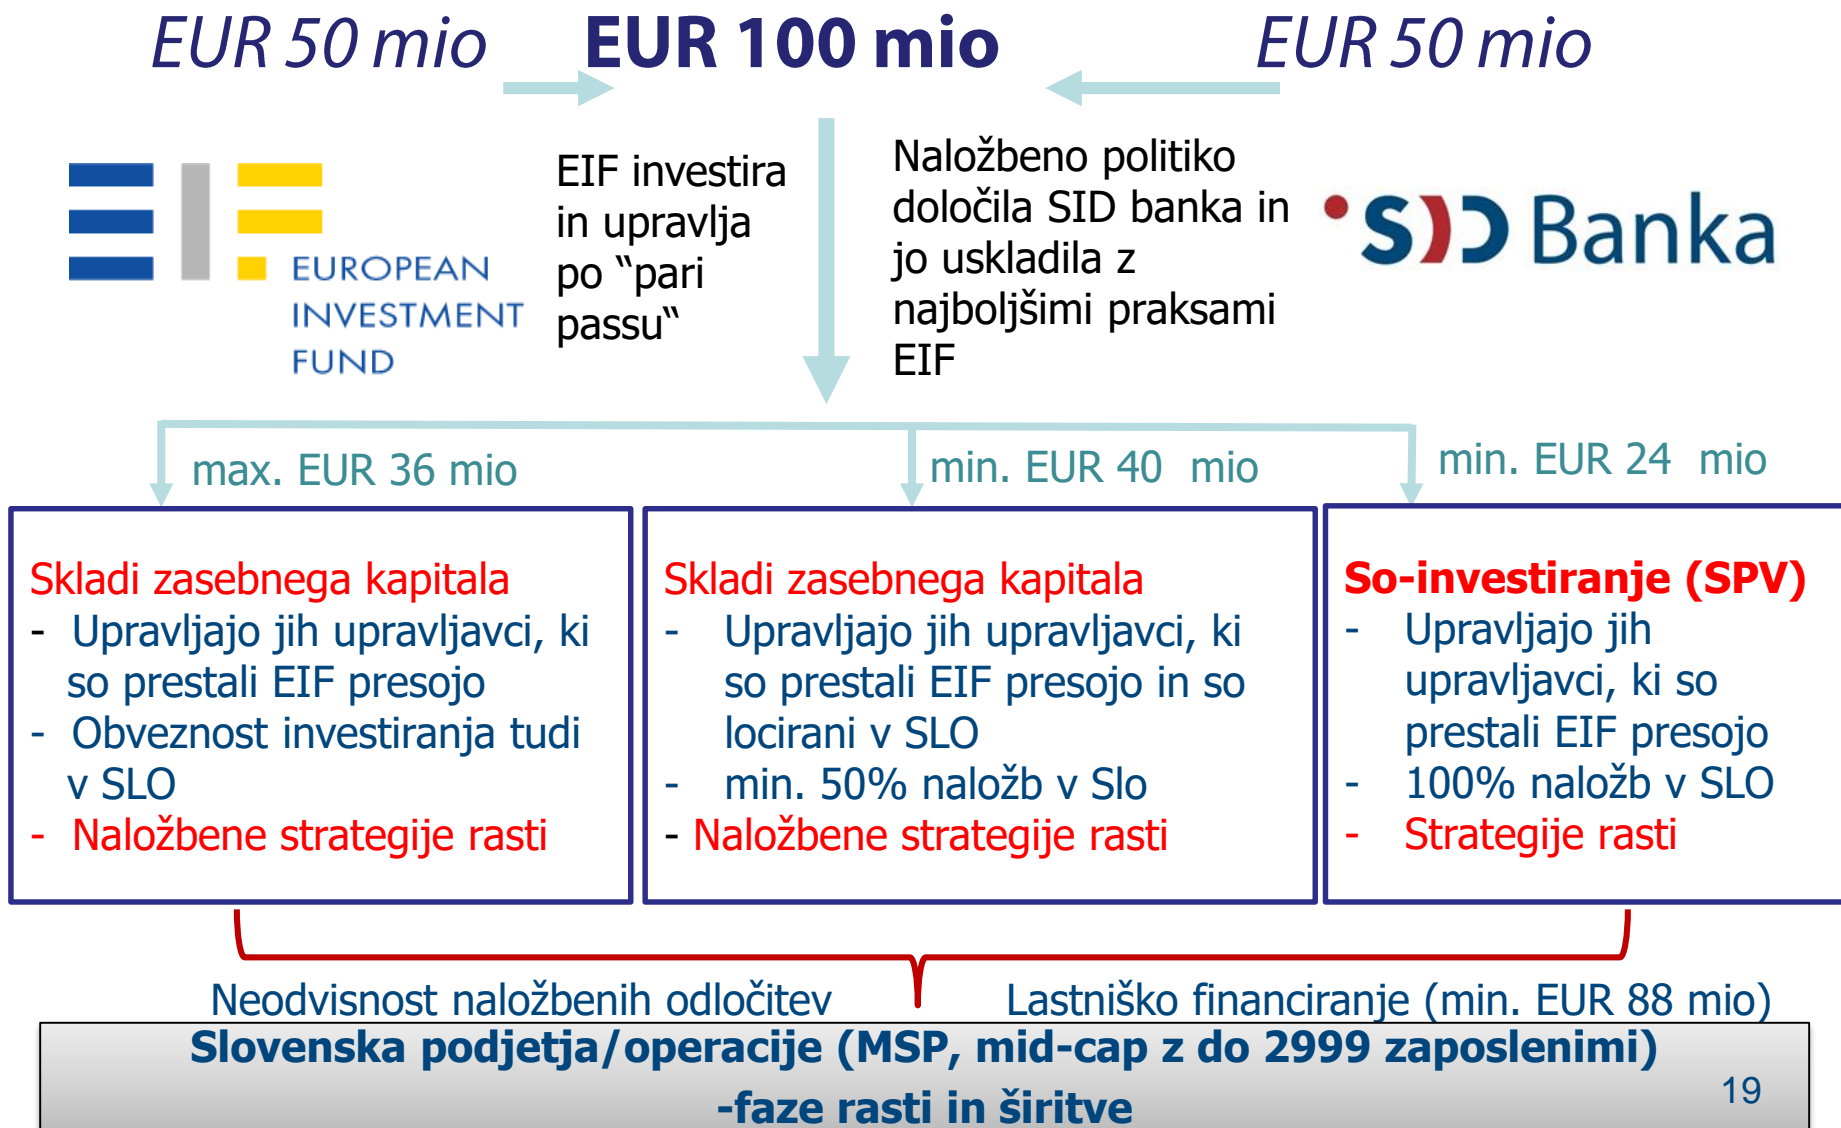 EUR 50 mio
EUR 100 mio
EUR 50 mio
EUROPEAN
INVESTMENT
FUND
EIF investira
in upravlja
po “pari
passu“
Naložbeno politiko
določila SID banka in
jo uskladila z
najboljšimi praksami
EIF
SID Banka
max. EUR 36 mio
min. EUR 40 mio
min. EUR 24 mio
Skladi zasebnega kapitala
- Upravljajo jih upravljavci, ki
so prestali EIF presojo
- Obveznost investiranja tudi
v SLO
- Naložbene strategije rasti
Skladi zasebnega kapitala
- Upravljajo jih upravljavci, ki
so prestali EIF presojo in so
locirani v SLO
- min. 50% naložb v Slo
- Naložbene strategije rasti
So-investiranje (SPV)
- Upravljajo jih
upravljavci, ki so
prestali EIF presojo
- 100% naložb v SLO
- Strategije rasti
Neodvisnost naložbenih odločitev
Lastniško financiranje (min. EUR 88 mio)
Slovenska podjetja/operacije (MSP, mid-cap z do 2999 zaposlenimi)
-faze rasti in širitve
19